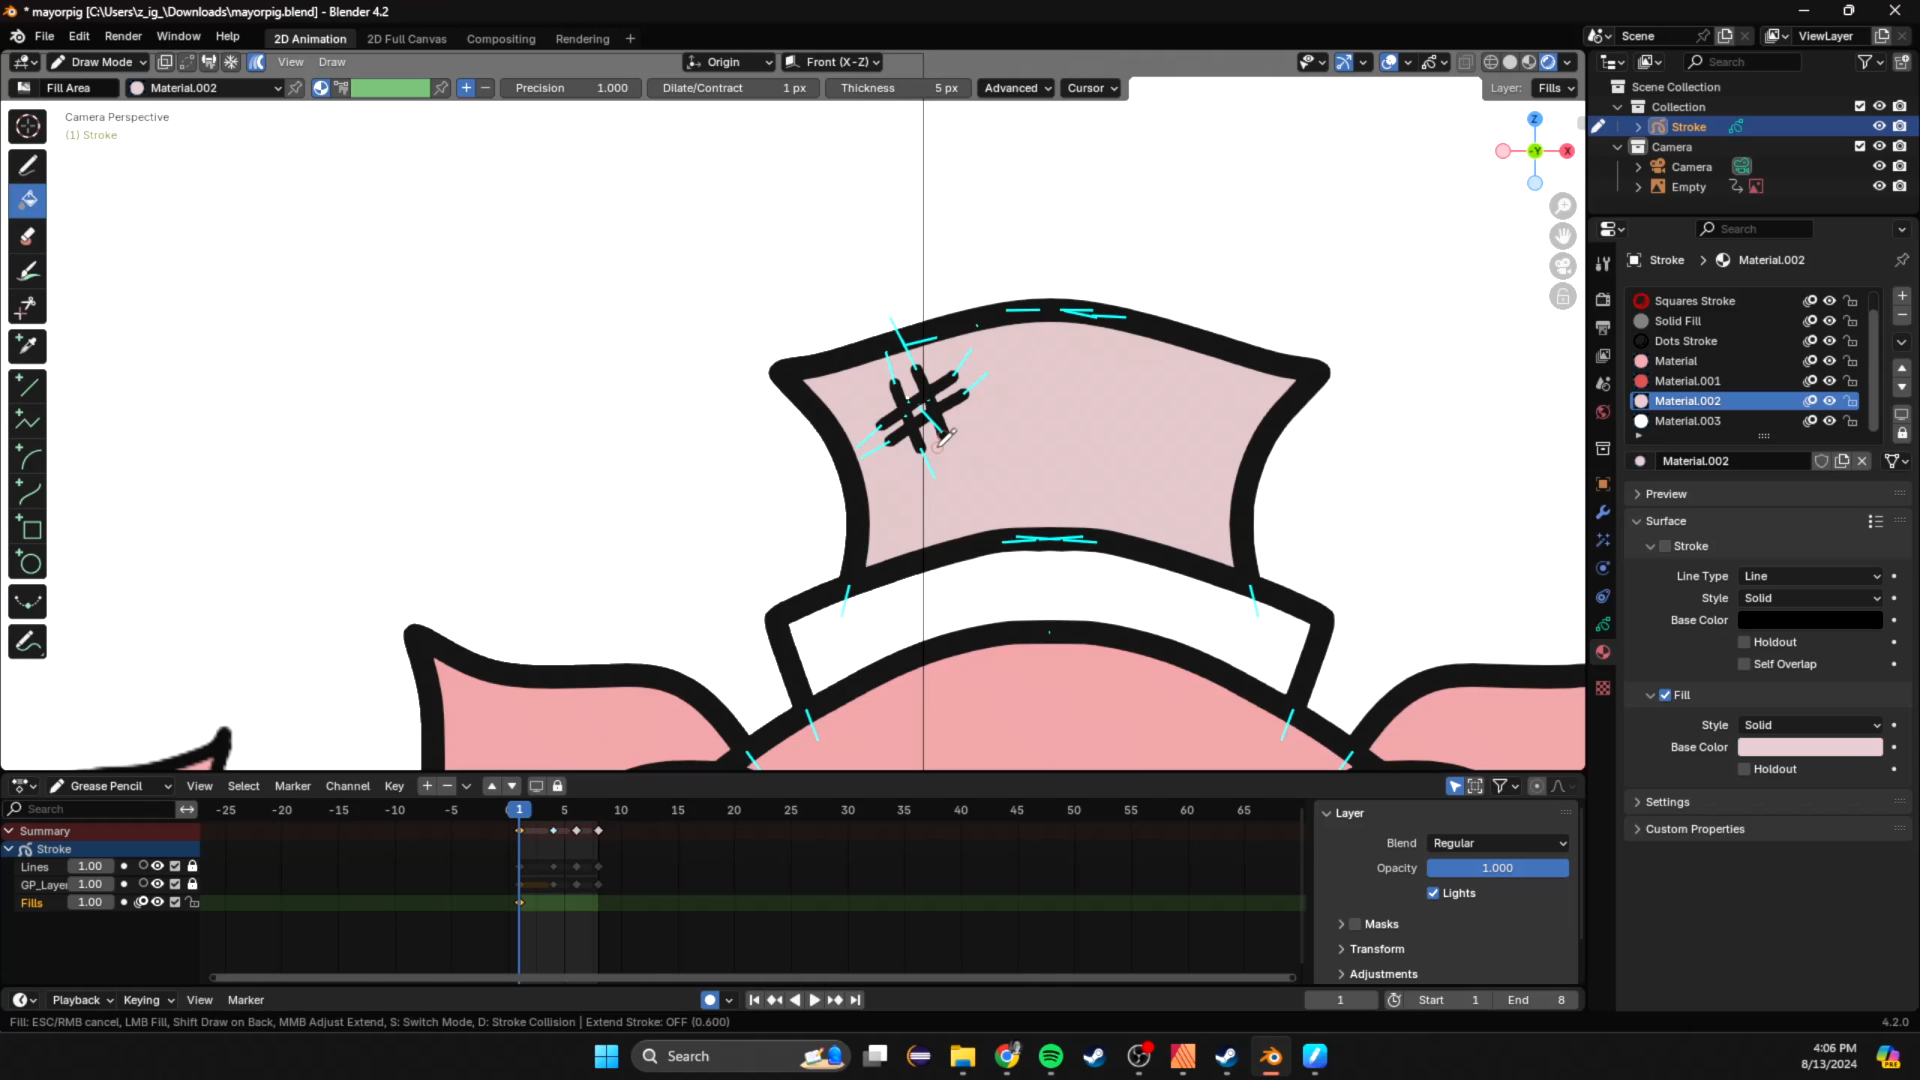 * mayorpig [C:\Users\z_ig_\Downloads\mayorpig.blend] - Blender 4.2
File Edit Render Window Help 2D Animation 2D Full Canvas Compositing Rendering + Scene ViewLayer
Draw Mode View Draw Origin Front (X-Z) Search
Fill Area Material.002 Precision 1.000 Dilate/Contract 1 px Thickness 5 px Advanced Cursor Layer: Fills
Scene Collection
Collection
Stroke
Camera
Camera
Empty
Camera Perspective
(1) Stroke
Z
-Y
X
Search
Stroke > Material.002
Squares Stroke
Solid Fill
Dots Stroke
Material
Material.001
Material.002
Material.003
Material.002
Preview
Surface
Stroke
Line Type Line
Style Solid
Base Color
Holdout
Self Overlap
Fill
Style Solid
Base Color
Holdout
Settings
Custom Properties
Grease Pencil View Select Marker Channel Key
Search -25 -20 -15 -10 -5 1 5 10 15 20 25 30 35 40 45 50 55 60 65
Summary
Stroke
Lines 1.00
GP_Layer 1.00
Fills 1.00
Layer
Blend Regular
Opacity 1.000
Lights
Masks
Transform
Adjustments
Playback Keying View Marker 1 Start 1 End 8
Fill: ESC/RMB cancel, LMB Fill, Shift Draw on Back, MMB Adjust Extend, S: Switch Mode, D: Stroke Collision | Extend Stroke: OFF (0.600) 4.2.0
Search
4:06 PM
8/13/2024
PRE